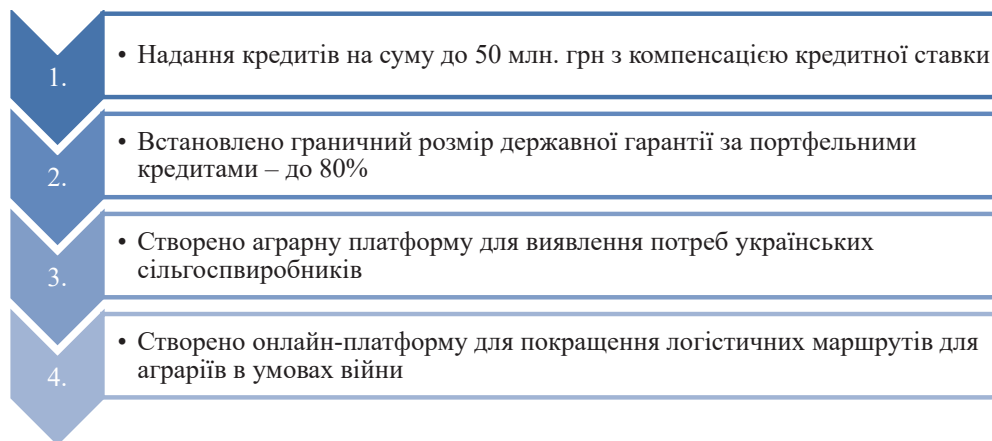 1.
• Надання кредитів на суму до 50 млн. грн з компенсацією кредитної ставки
2.
• Встановлено граничний розмір державної гарантії за портфельними
кредитами – до 80%
3.
• Створено аграрну платформу для виявлення потреб українських
сільгоспвиробників
4.
• Створено онлайн-платформу для покращення логістичних маршрутів для
аграріїв в умовах війни